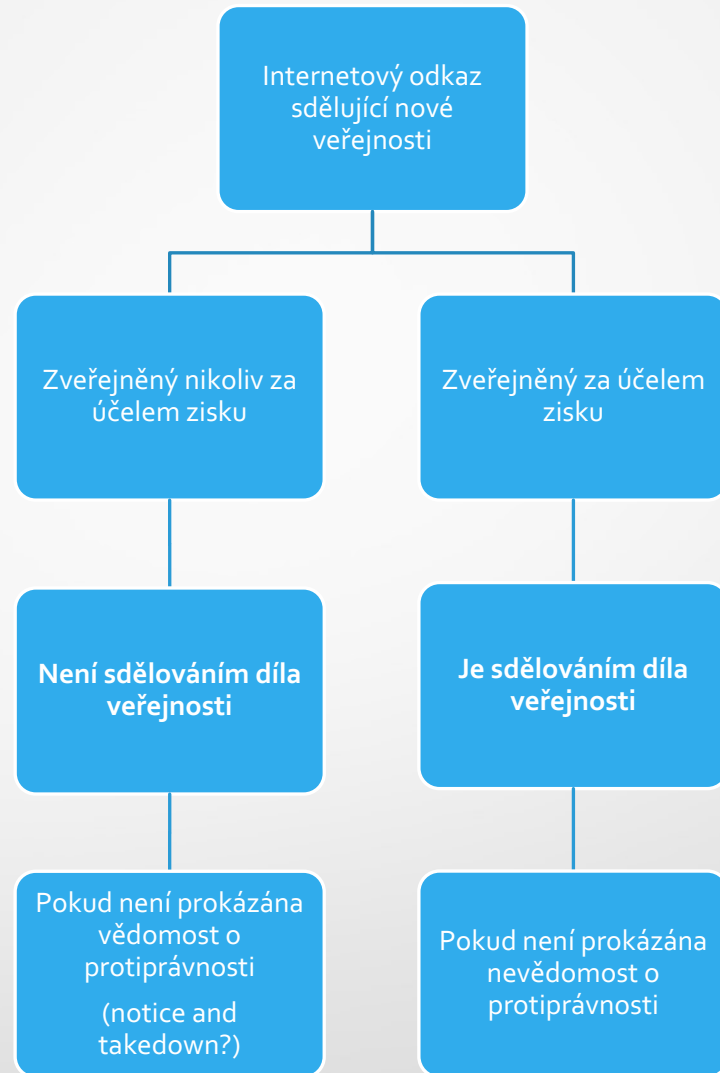 Internetový odkaz
sdělující nové
veřejnosti
Zveřejněný nikoliv za
účelem zisku
Zveřejněný za účelem
zisku
Není sdělováním díla
veřejnosti
Je sdělováním díla
veřejnosti
Pokud není prokázána
vědomost o
protiprávnosti
(notice and
takedown?)
Pokud není prokázána
nevědomost o
protiprávnosti